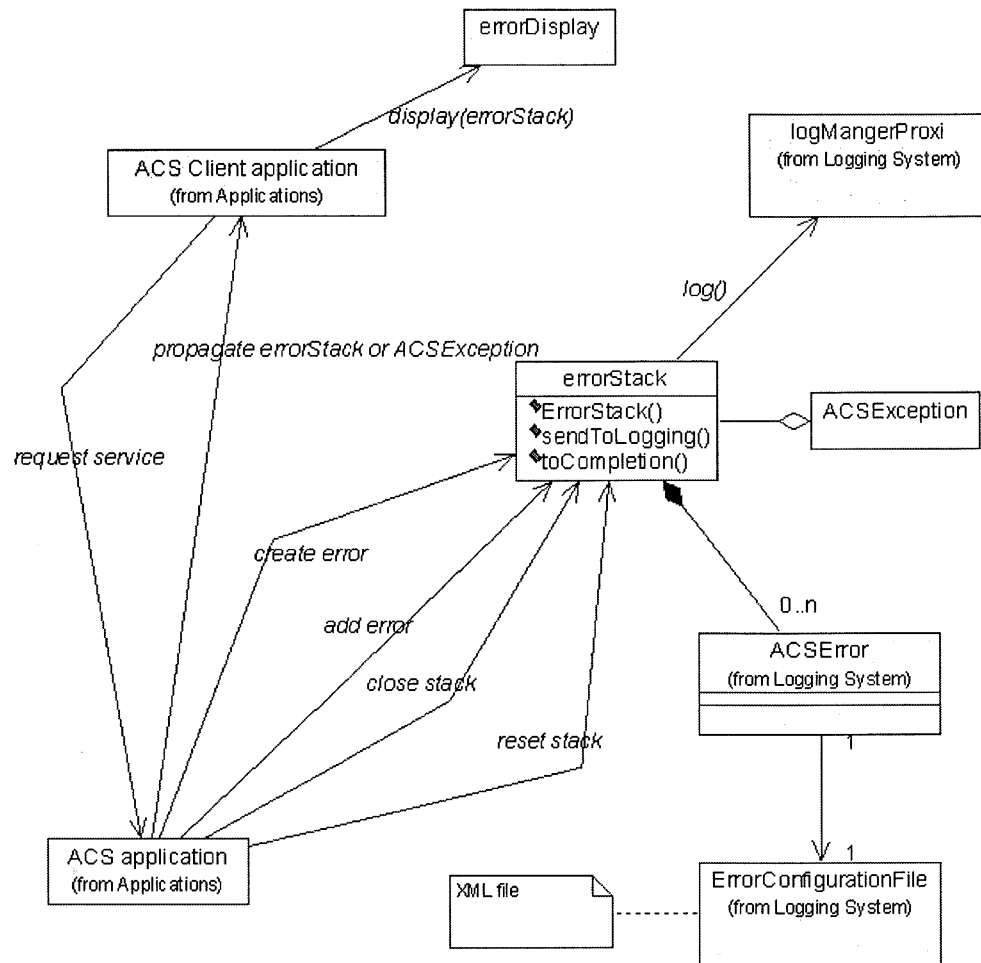 errorDisplay
display(errorStack)
ACS Client application
(from Applications)
logMangerProxi
(from Logging System)
log()
propagate errorStack or ACSException
errorStack
ErrorStack()
sendToLogging()
toCompletion()
ACSException
request service
create error
add error
close stack
reset stack
0..n
ACSError
(from Logging System)
1
1
ACS application
(from Applications)
XML file
ErrorConfigurationFile
(from Logging System)